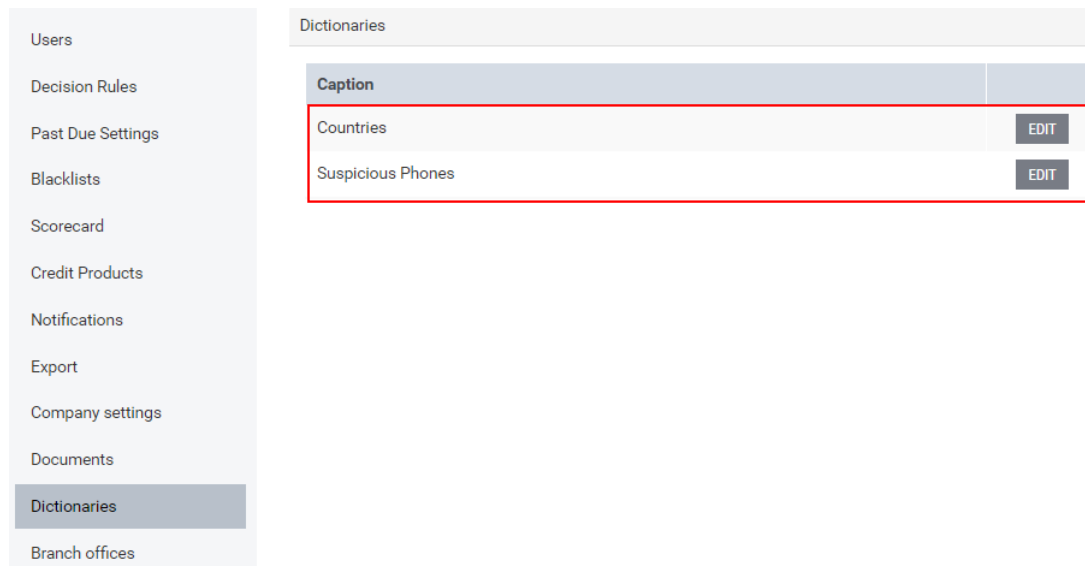 Users
Decision Rules
Past Due Settings
Blacklists
Scorecard
Credit Products
Notifications
Export
Company settings
Documents
Dictionaries
Branch offices
Dictionaries
Caption
Countries EDIT
Suspicious Phones EDIT